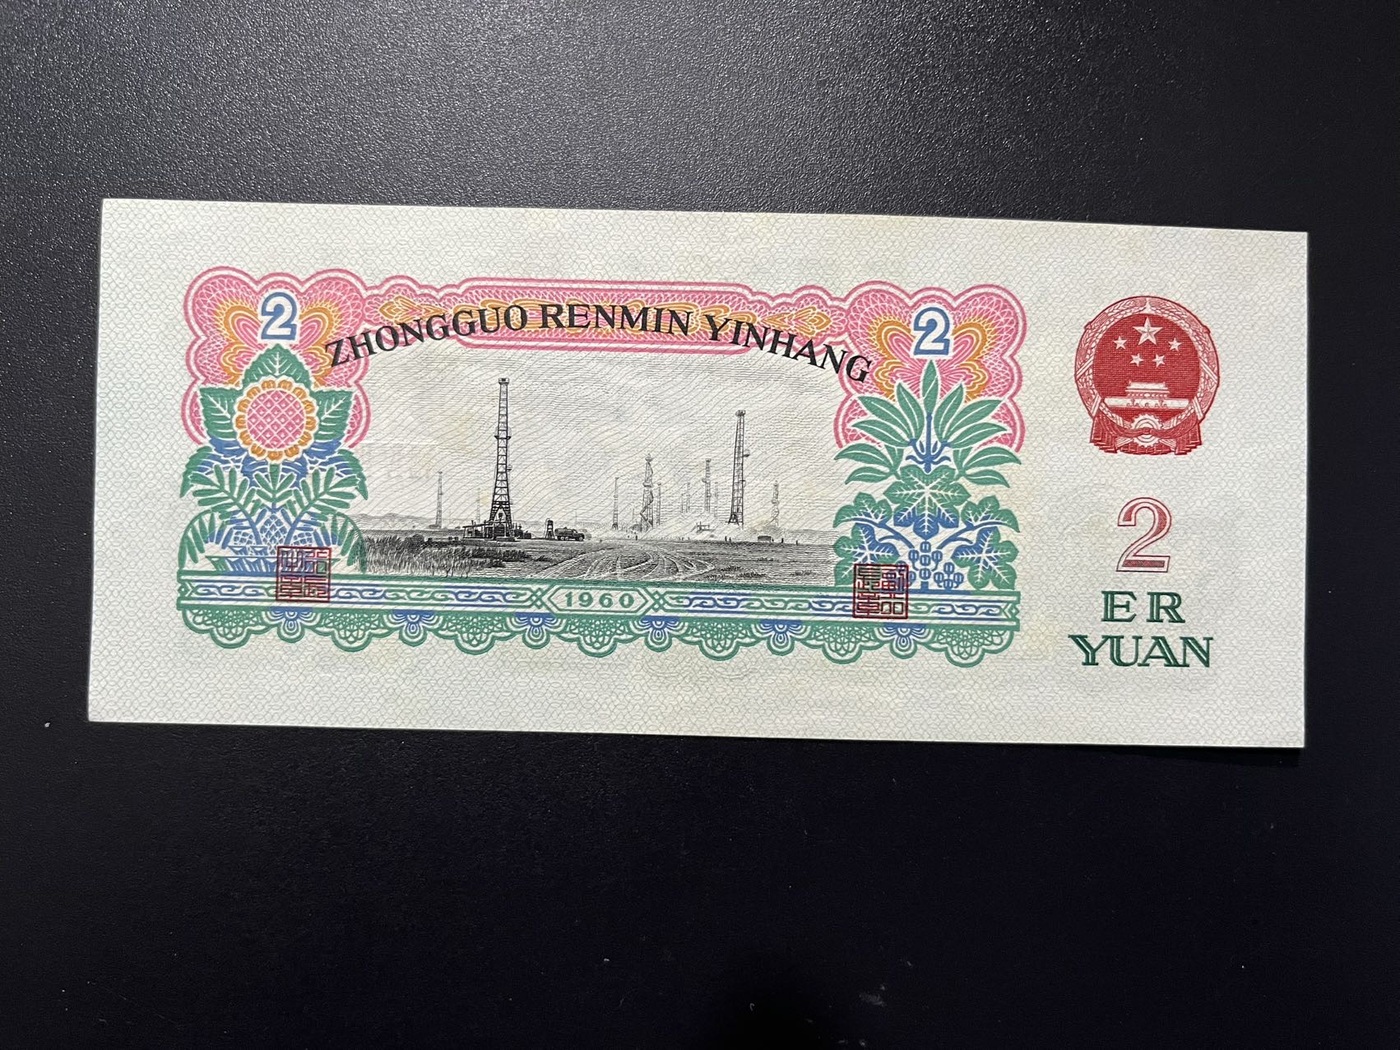 2
ZHONGGUO RENMIN YINHANG
2
1960
2
ER
YUAN